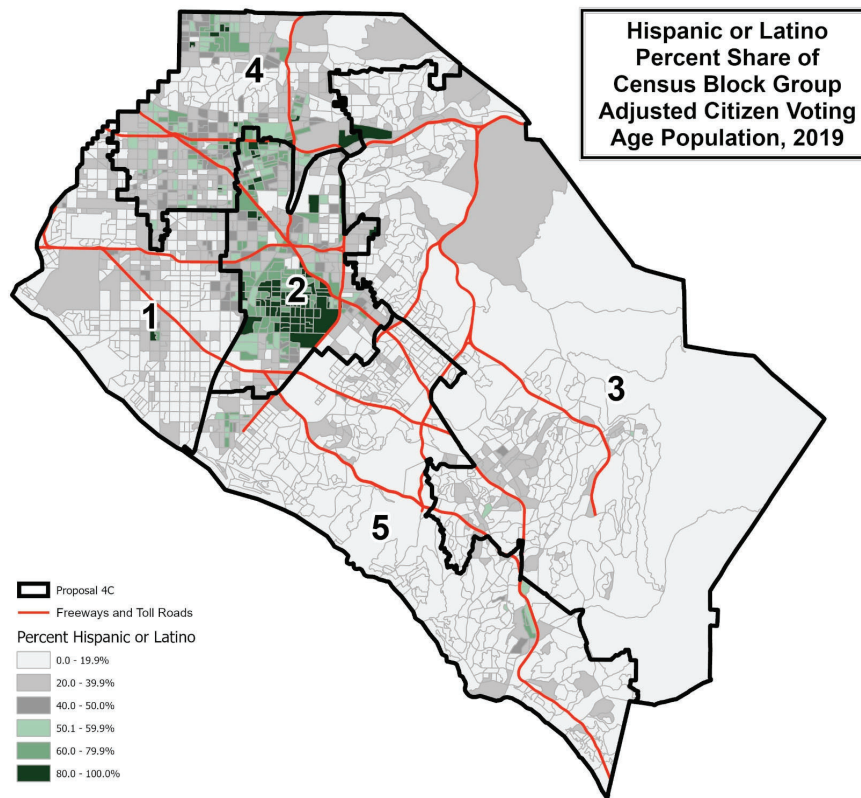 Hispanic or Latino
Percent Share of
Census Block Group
Adjusted Citizen Voting
Age Population, 2019
4
2
1
3
5
Proposal 4C
Freeways and Toll Roads
Percent Hispanic or Latino
0.0 - 19.9%
20.0 - 39.9%
40.0 - 50.0%
50.1 - 59.9%
60.0 - 79.9%
80.0 - 100.0%